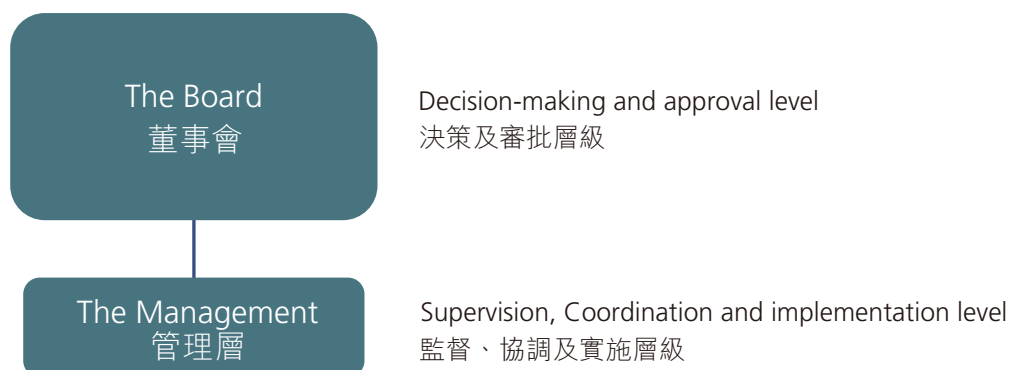 The Board
董事會
Decision-making and approval level
決策及審批層級
The Management
管理層
Supervision, Coordination and implementation level
監督、協調及實施層級